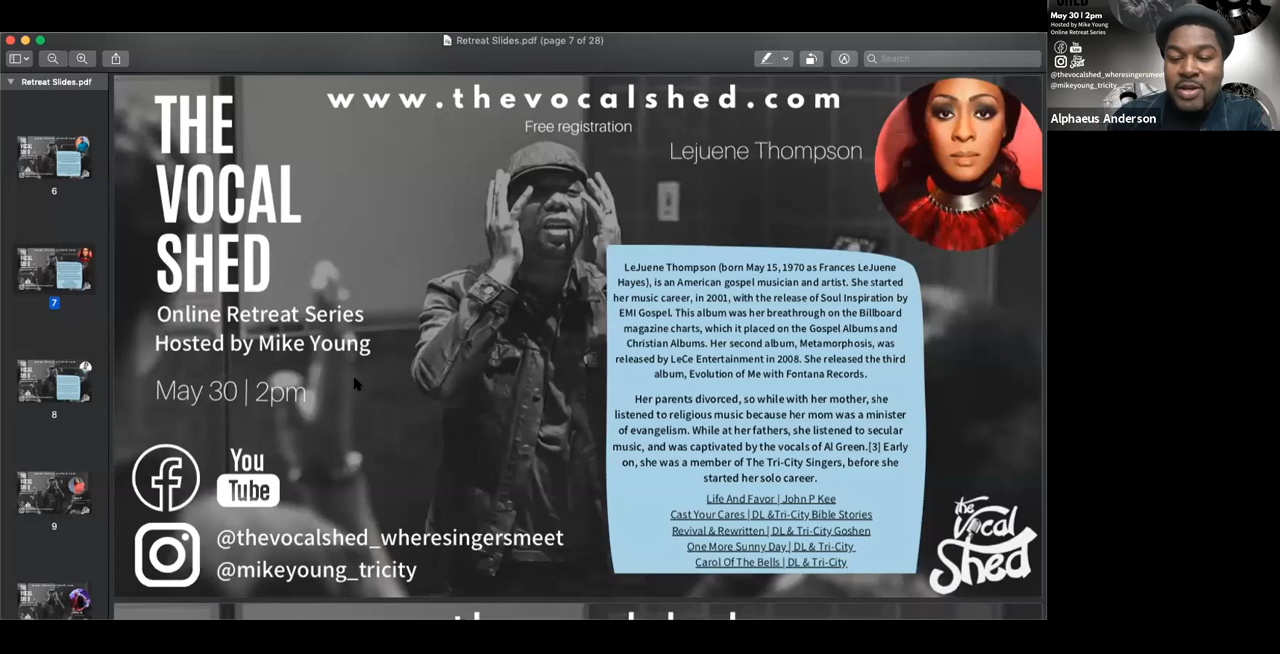 Retreat Slides.pdf (page 7 of 28)
Search
Retreat Slides.pdf
6
7
8
9
www.thevocalshed.com
Free registration
Lejuene Thompson
THE
VOCAL
SHED
Online Retreat Series
Hosted by Mike Young
May 30 | 2pm
You
Tube
@thevocalshed_wheresingersmeet
@mikeyoung_tricity
LeJuene Thompson (born May 15, 1970 as Frances LeJuene
Hayes), is an American gospel musician and artist. She started
her music career, in 2001, with the release of Soul Inspiration by
EMI Gospel. This album was her breakthrough on the Billboard
magazine charts, which it placed on the Gospel Albums and
Christian Albums. Her second album, Metamorphosis, was
released by LeCe Entertainment in 2008. She released the third
album, Evolution of Me with Fontana Records.
Her parents divorced, so while with her mother, she
listened to religious music because her mom was a minister
of evangelism. While at her fathers, she listened to secular
music, and was captivated by the vocals of Al Green.[3] Early
on, she was a member of The Tri-City Singers, before she
started her solo career.
Life And Favor | John P Kee
Cast Your Cares | DL &Tri-City Bible Stories
Revival & Rewritten | DL & Tri-City Goshen
One More Sunny Day | DL & Tri-City
Carol Of The Bells | DL & Tri-City
the
Vocal
Shed
SHED
May 30 | 2pm
Hosted by Mike Young
Online Retreat Series
You
Tube
@thevocalshed_wheresingersmeet
@mikeyoung_tricity
Alphaeus Anderson